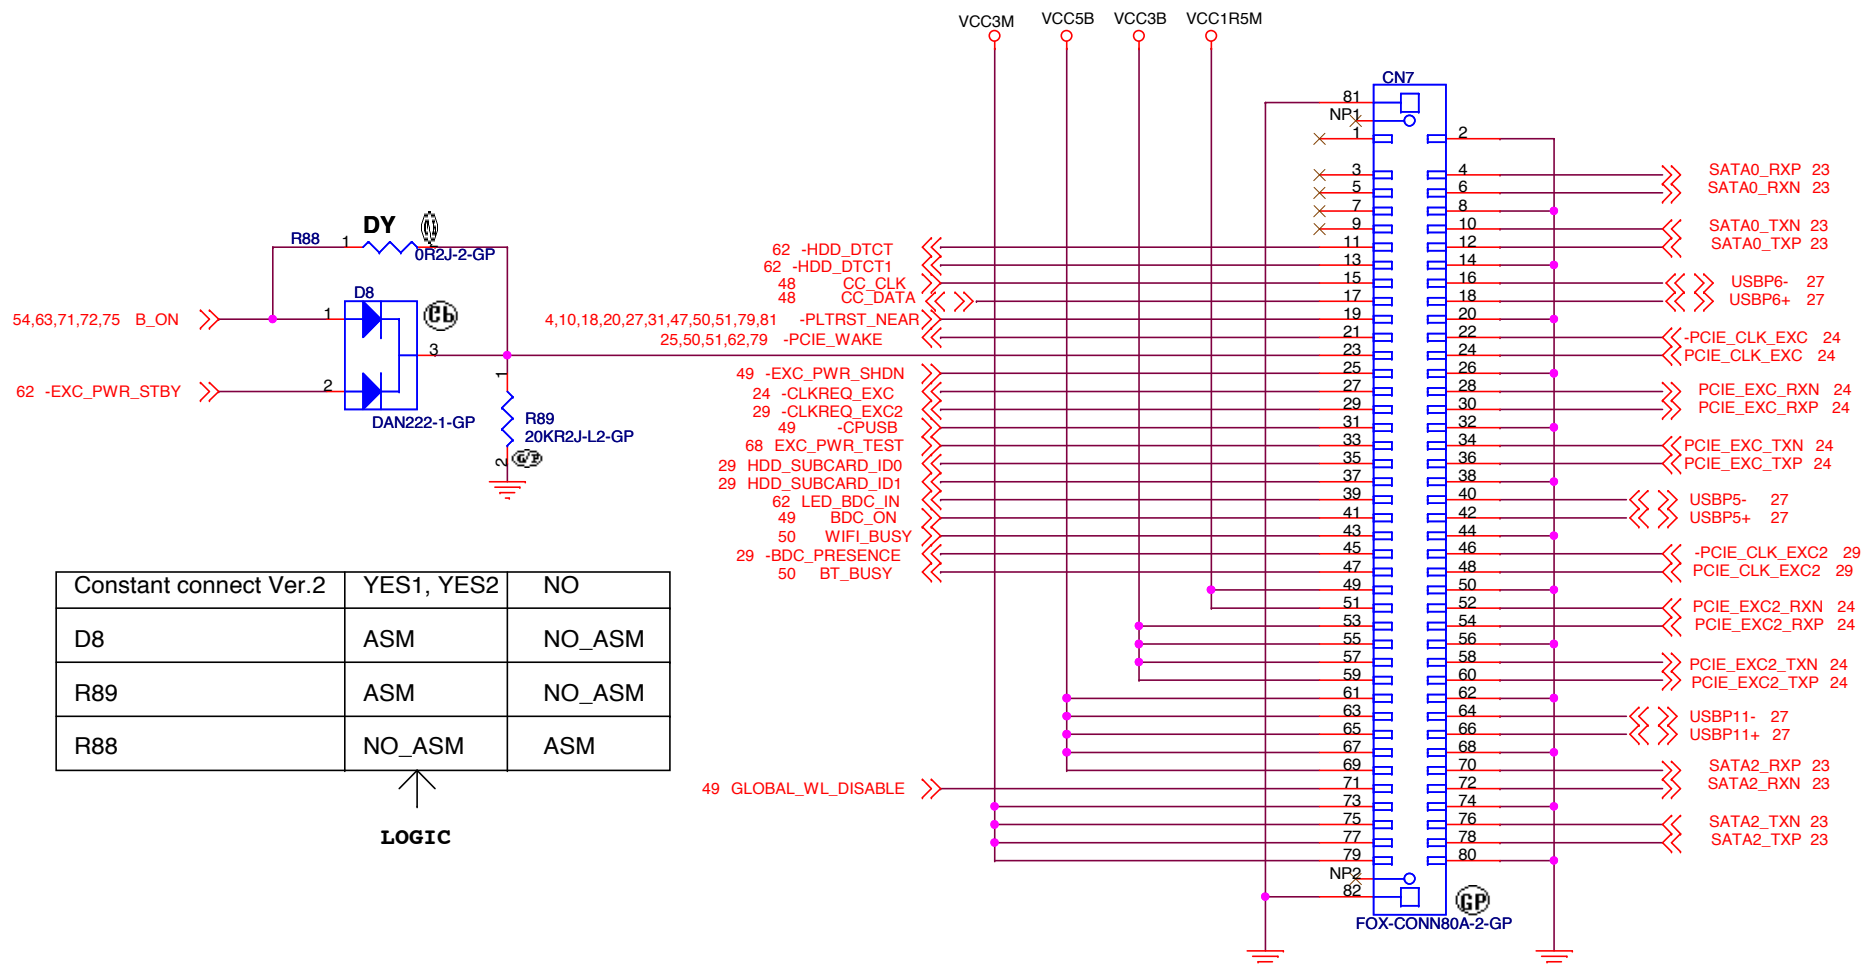 VCC3M VCC5B VCC3B VCC1R5M
CN7
81
NP1
1 2
3 4 SATA0_RXP 23
5 6 SATA0_RXN 23
7 8
9 10 SATA0_TXN 23
62 -HDD_DTCT 11 12 SATA0_TXP 23
62 -HDD_DTCT1 13 14
48 CC_CLK 15 16 USBP6- 27
48 CC_DATA 17 18 USBP6+ 27
4,10,18,20,27,31,47,50,51,79,81 -PLTRST_NEAR 19 20
25,50,51,62,79 -PCIE_WAKE 21 22 -PCIE_CLK_EXC 24
23 24 PCIE_CLK_EXC 24
49 -EXC_PWR_SHDN 25 26
24 -CLKREQ_EXC 27 28 PCIE_EXC_RXN 24
29 -CLKREQ_EXC2 29 30 PCIE_EXC_RXP 24
49 -CPUSB 31 32
68 EXC_PWR_TEST 33 34 PCIE_EXC_TXN 24
29 HDD_SUBCARD_ID0 35 36 PCIE_EXC_TXP 24
29 HDD_SUBCARD_ID1 37 38
62 LED_BDC_IN 39 40 USBP5- 27
49 BDC_ON 41 42 USBP5+ 27
50 WIFI_BUSY 43 44
29 -BDC_PRESENCE 45 46 -PCIE_CLK_EXC2 29
50 BT_BUSY 47 48 PCIE_CLK_EXC2 29
49 50
51 52 PCIE_EXC2_RXN 24
53 54 PCIE_EXC2_RXP 24
55 56
57 58 PCIE_EXC2_TXN 24
59 60 PCIE_EXC2_TXP 24
61 62
63 64 USBP11- 27
65 66 USBP11+ 27
67 68
69 70 SATA2_RXP 23
49 GLOBAL_WL_DISABLE 71 72 SATA2_RXN 23
73 74
75 76 SATA2_TXN 23
77 78 SATA2_TXP 23
79 80
NP2
82
GP
FOX-CONN80A-2-GP
DY
R88 1
0R2J-2-GP
D8
Cb
54,63,71,72,75 B_ON 1
3
62 -EXC_PWR_STBY 2
DAN222-1-GP
1
R89
20KR2J-L2-GP
2 G/P
Constant connect Ver.2 YES1, YES2 NO
D8 ASM NO_ASM
R89 ASM NO_ASM
R88 NO_ASM ASM
LOGIC